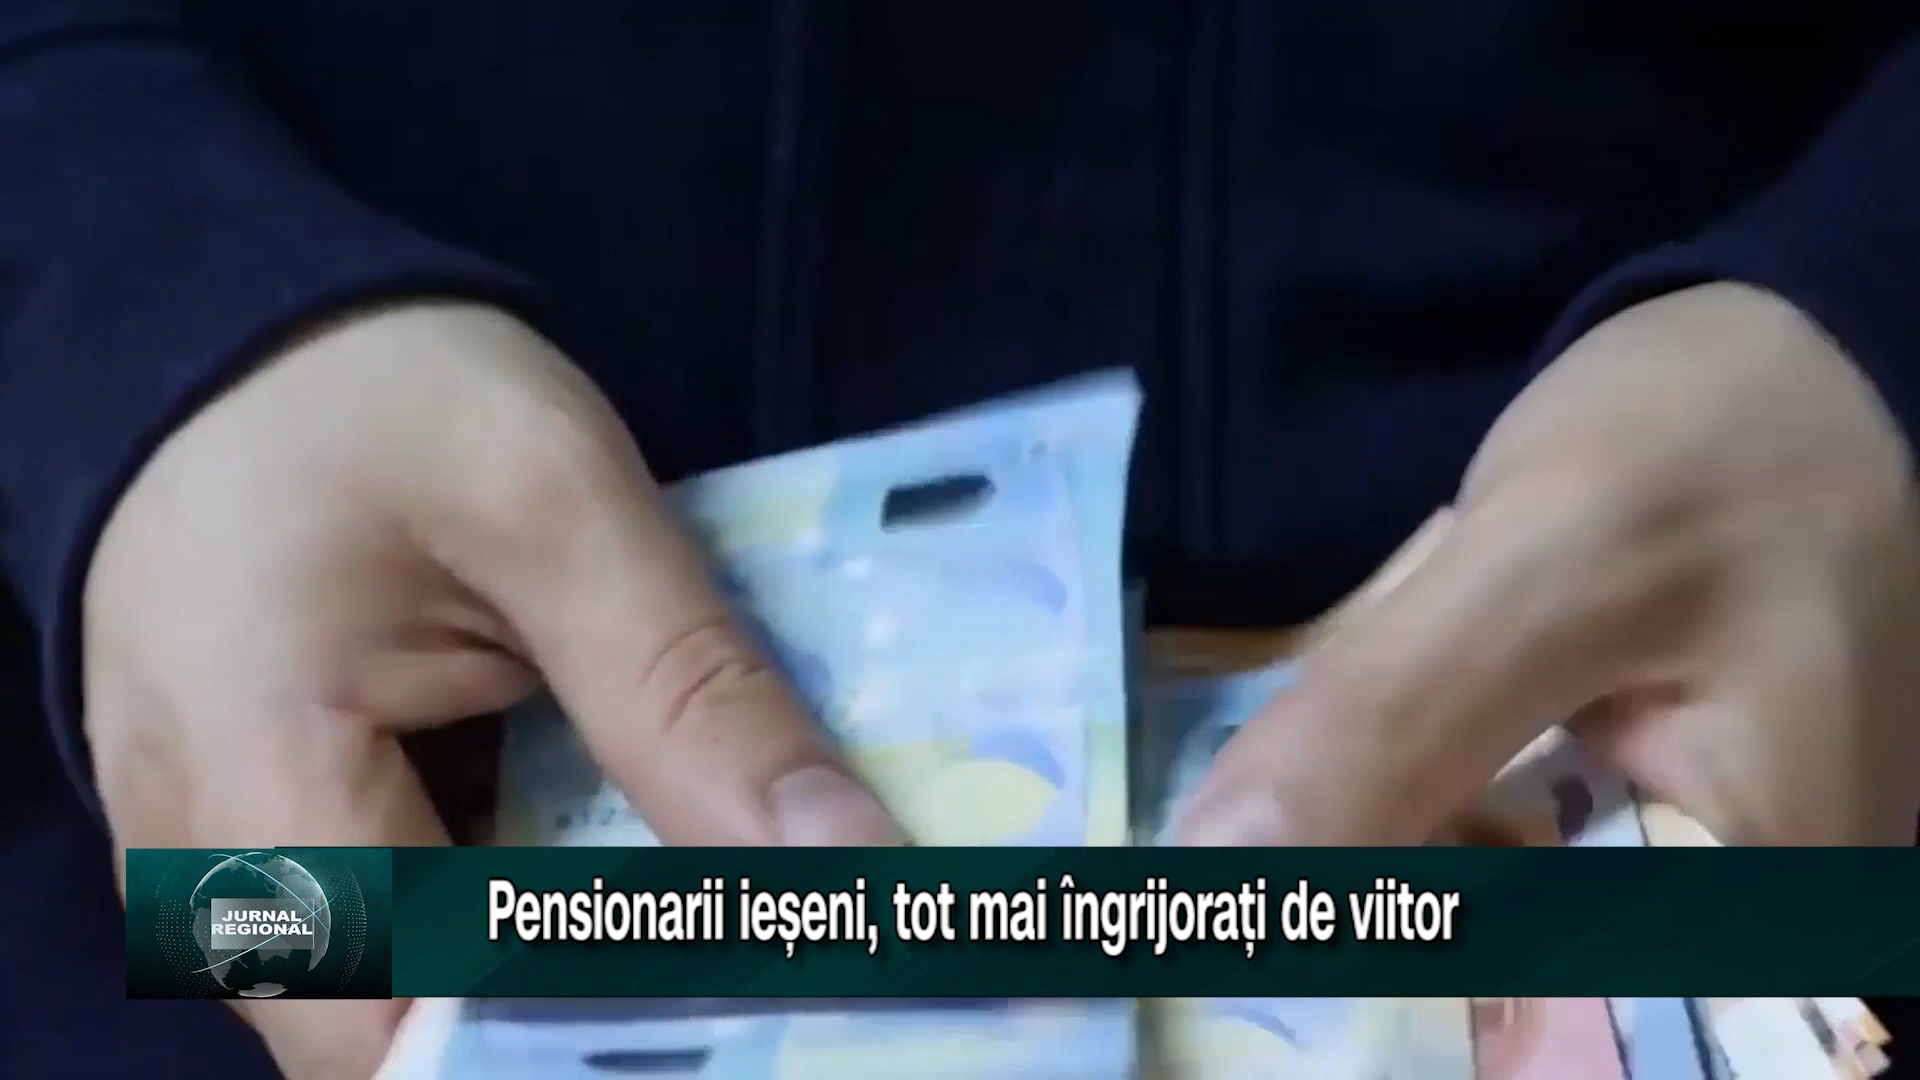 JURNAL
REGIONAL
Pensionarii ieșeni, tot mai îngrijorați de viitor